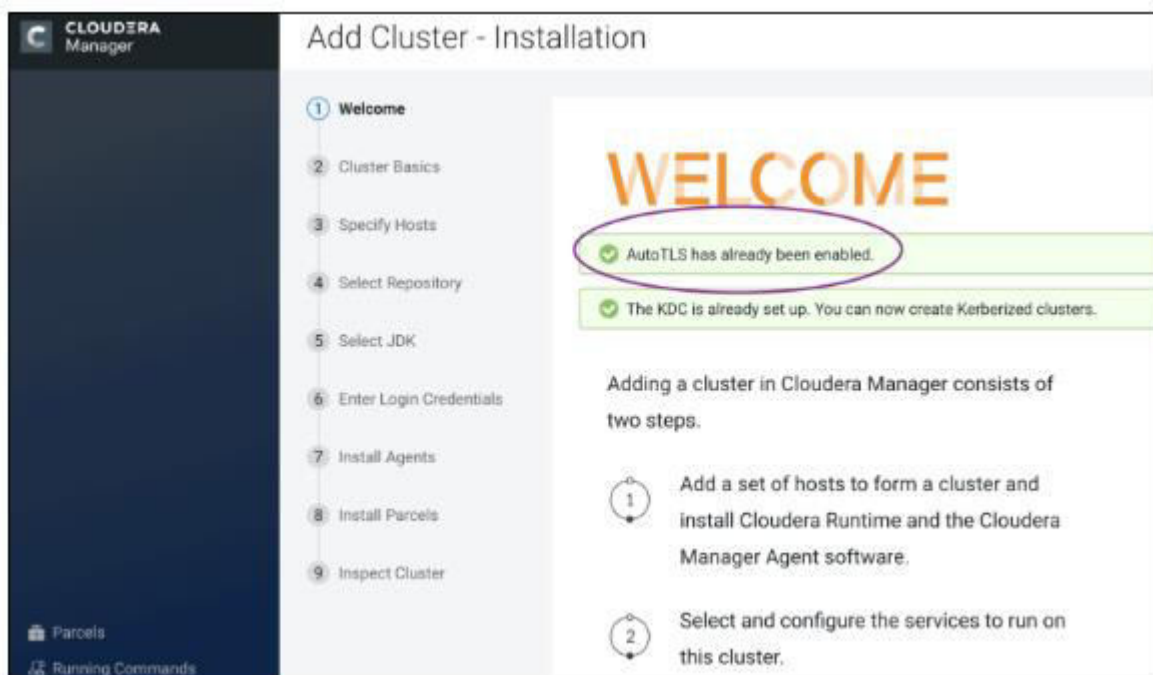 CLOUDERA
Manager
Add Cluster - Installation
1 Welcome
2 Cluster Basics
3 Specify Hosts
4 Select Repository
5 Select JDK
6 Enter Login Credentials
7 Install Agents
8 Install Parcels
9 Inspect Cluster
Parcels
Running Commands
WELCOME
AutoTLS has already been enabled.
The KDC is already set up. You can now create Kerberized clusters.
Adding a cluster in Cloudera Manager consists of
two steps.
1 Add a set of hosts to form a cluster and
install Cloudera Runtime and the Cloudera
Manager Agent software.
2 Select and configure the services to run on
this cluster.